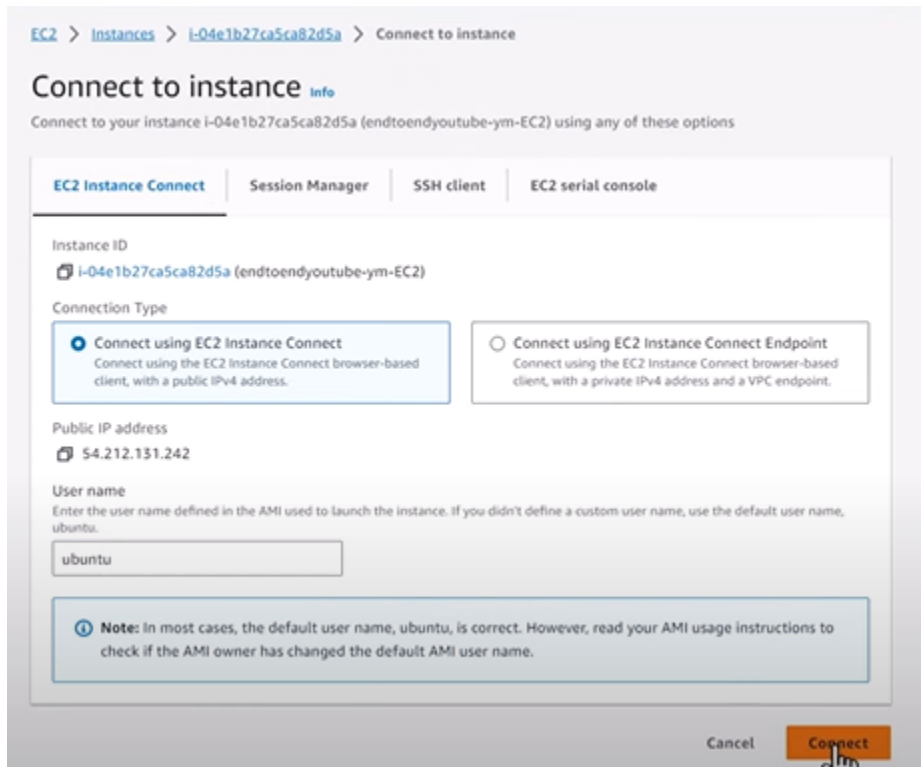 EC2 > Instances > i-04e1b27ca5ca82d5a > Connect to instance
Connect to instance Info
Connect to your instance i-04e1b27ca5ca82d5a (endtoendyoutube-ym-EC2) using any of these options
EC2 Instance Connect Session Manager SSH client EC2 serial console
Instance ID
i-04e1b27ca5ca82d5a (endtoendyoutube-ym-EC2)
Connection Type
Connect using EC2 Instance Connect
Connect using the EC2 Instance Connect browser-based
client, with a public IPv4 address.
Connect using EC2 Instance Connect Endpoint
Connect using the EC2 Instance Connect browser-based
client, with a private IPv4 address and a VPC endpoint.
Public IP address
54.212.131.242
User name
Enter the user name defined in the AMI used to launch the instance. If you didn't define a custom user name, use the default user name,
ubuntu.
ubuntu
Note: In most cases, the default user name, ubuntu, is correct. However, read your AMI usage instructions to
check if the AMI owner has changed the default AMI user name.
Cancel Connect